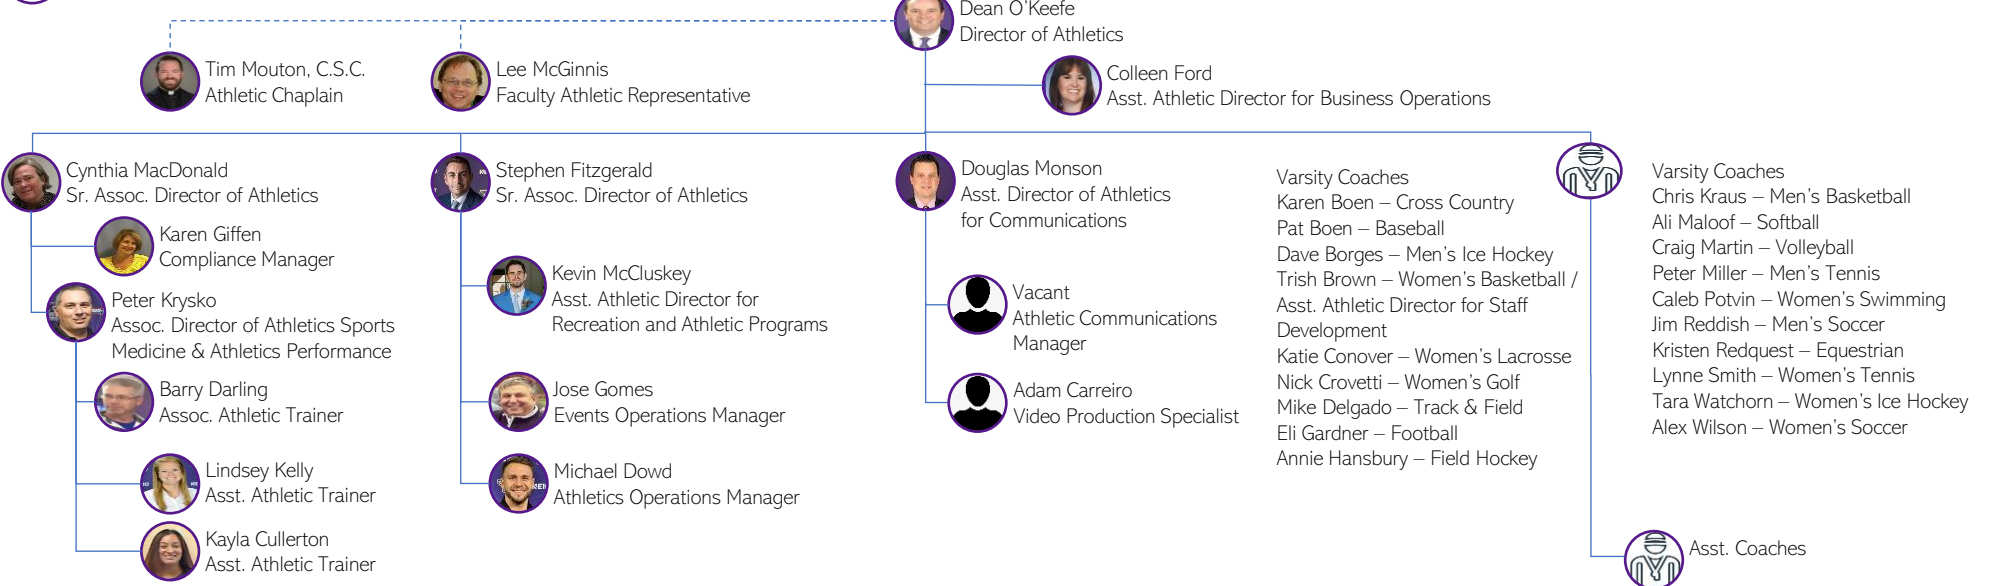 Dean O'Keefe
Director of Athletics
Tim Mouton, C.S.C.
Athletic Chaplain
Lee McGinnis
Faculty Athletic Representative
Colleen Ford
Asst. Athletic Director for Business Operations
Cynthia MacDonald
Sr. Assoc. Director of Athletics
Karen Giffen
Compliance Manager
Peter Krysko
Assoc. Director of Athletics Sports
Medicine & Athletics Performance
Barry Darling
Assoc. Athletic Trainer
Lindsey Kelly
Asst. Athletic Trainer
Kayla Cullerton
Asst. Athletic Trainer
Stephen Fitzgerald
Sr. Assoc. Director of Athletics
Kevin McCluskey
Asst. Athletic Director for
Recreation and Athletic Programs
Jose Gomes
Events Operations Manager
Michael Dowd
Athletics Operations Manager
Douglas Monson
Asst. Director of Athletics
for Communications
Vacant
Athletic Communications
Manager
Adam Carreiro
Video Production Specialist
Varsity Coaches
Karen Boen – Cross Country
Pat Boen – Baseball
Dave Borges – Men's Ice Hockey
Trish Brown – Women's Basketball /
Asst. Athletic Director for Staff
Development
Katie Conover – Women's Lacrosse
Nick Crovetti – Women's Golf
Mike Delgado – Track & Field
Eli Gardner – Football
Annie Hansbury – Field Hockey
Varsity Coaches
Chris Kraus – Men's Basketball
Ali Maloof – Softball
Craig Martin – Volleyball
Peter Miller – Men's Tennis
Caleb Potvin – Women's Swimming
Jim Reddish – Men's Soccer
Kristen Redquest – Equestrian
Lynne Smith – Women's Tennis
Tara Watchorn – Women's Ice Hockey
Alex Wilson – Women's Soccer
Asst. Coaches